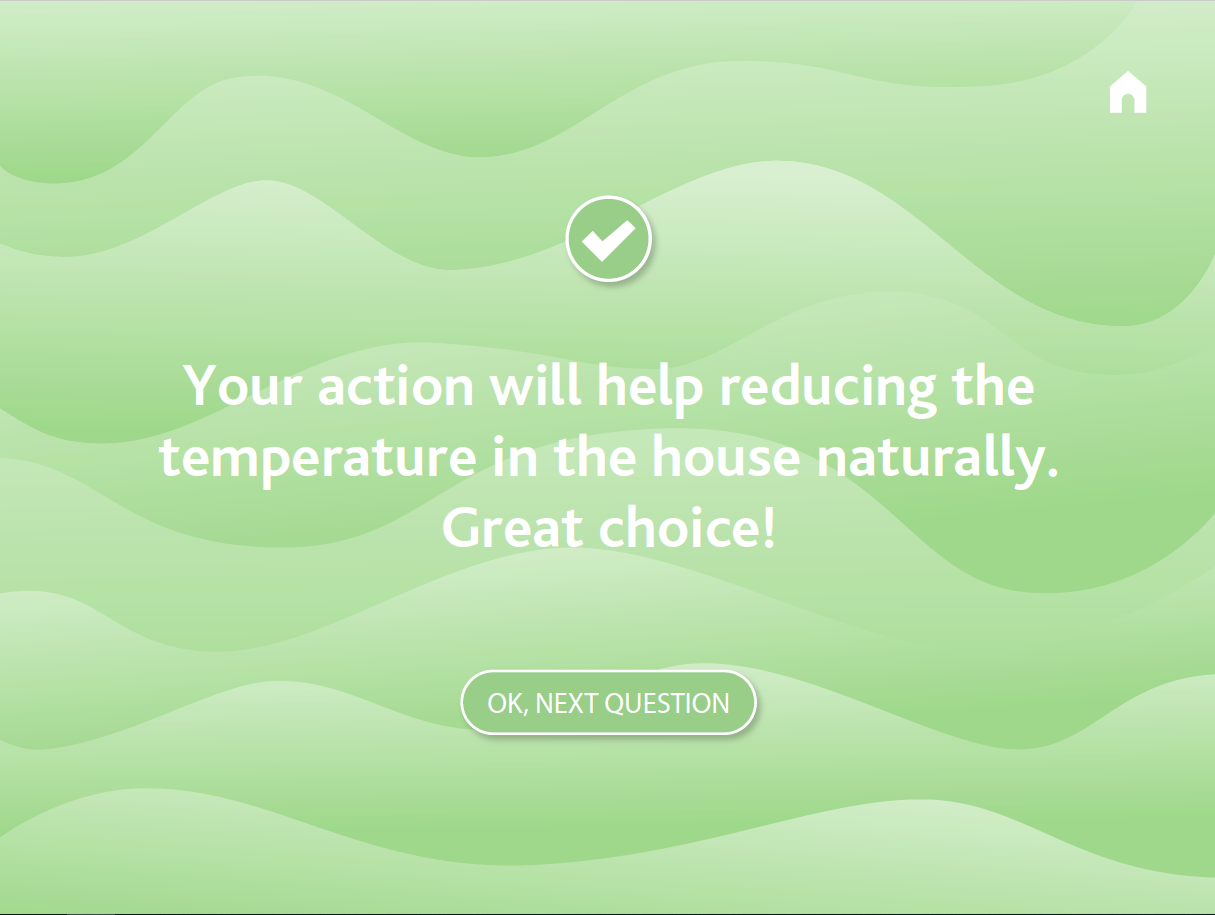 Your action will help reducing the
temperature in the house naturally.
Great choice!
OK, NEXT QUESTION